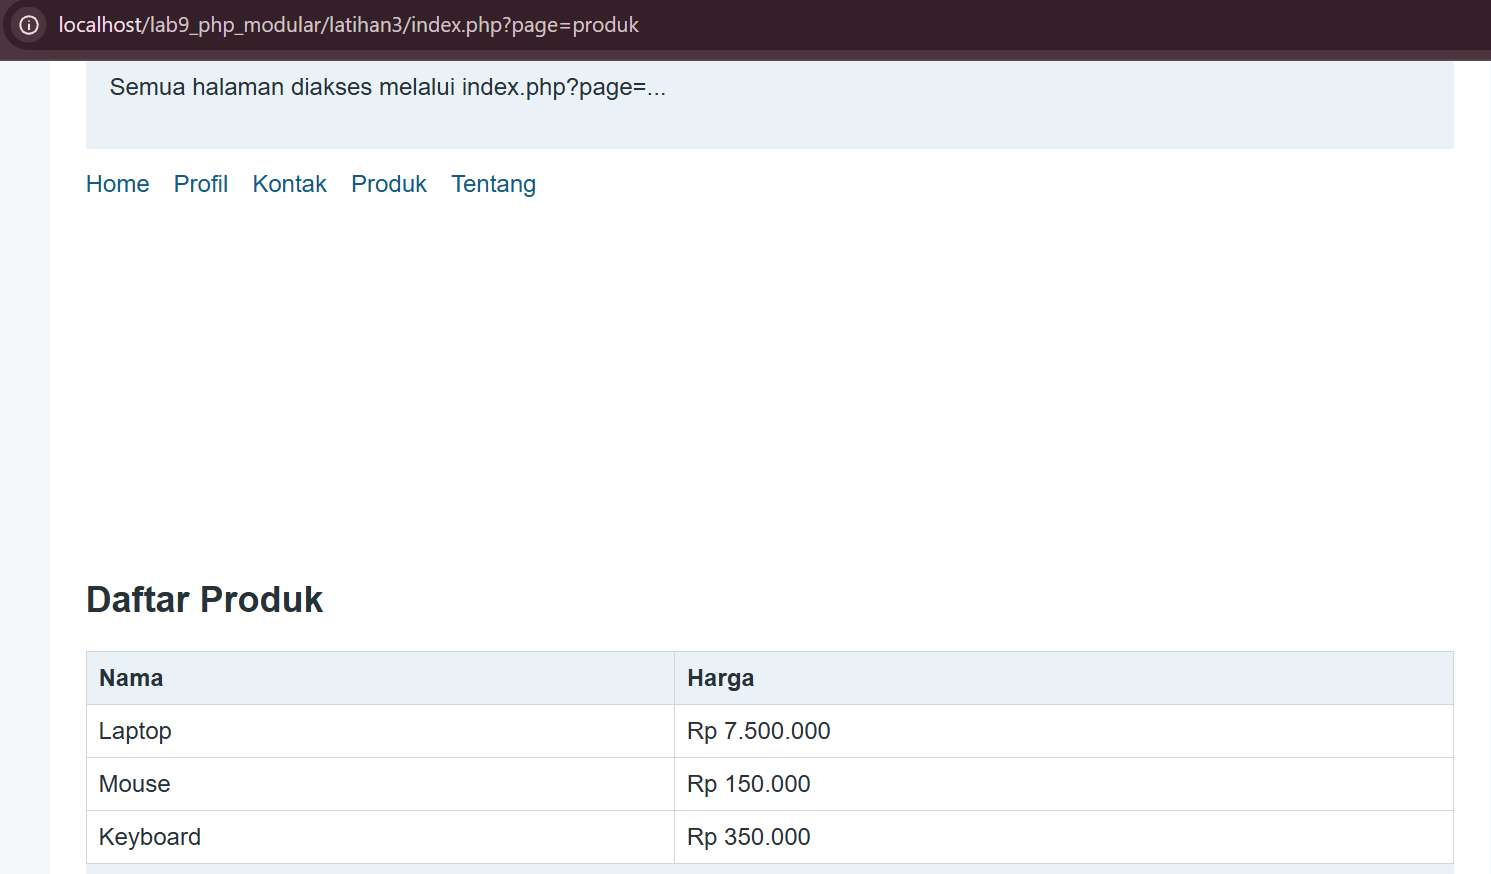 localhost/lab9_php_modular/latihan3/index.php?page=produk
Semua halaman diakses melalui index.php?page=...
Home Profil Kontak Produk Tentang
Daftar Produk
Nama Harga
Laptop Rp 7.500.000
Mouse Rp 150.000
Keyboard Rp 350.000